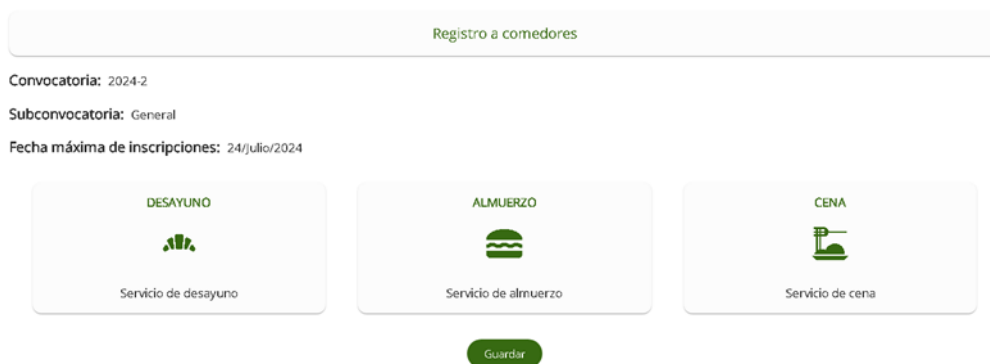 Registro a comedores
Convocatoria: 2024-2
Subconvocatoria: General
Fecha máxima de inscripciones: 24/Julio/2024
DESAYUNO
Servicio de desayuno
ALMUERZO
Servicio de almuerzo
CENA
Servicio de cena
Guardar